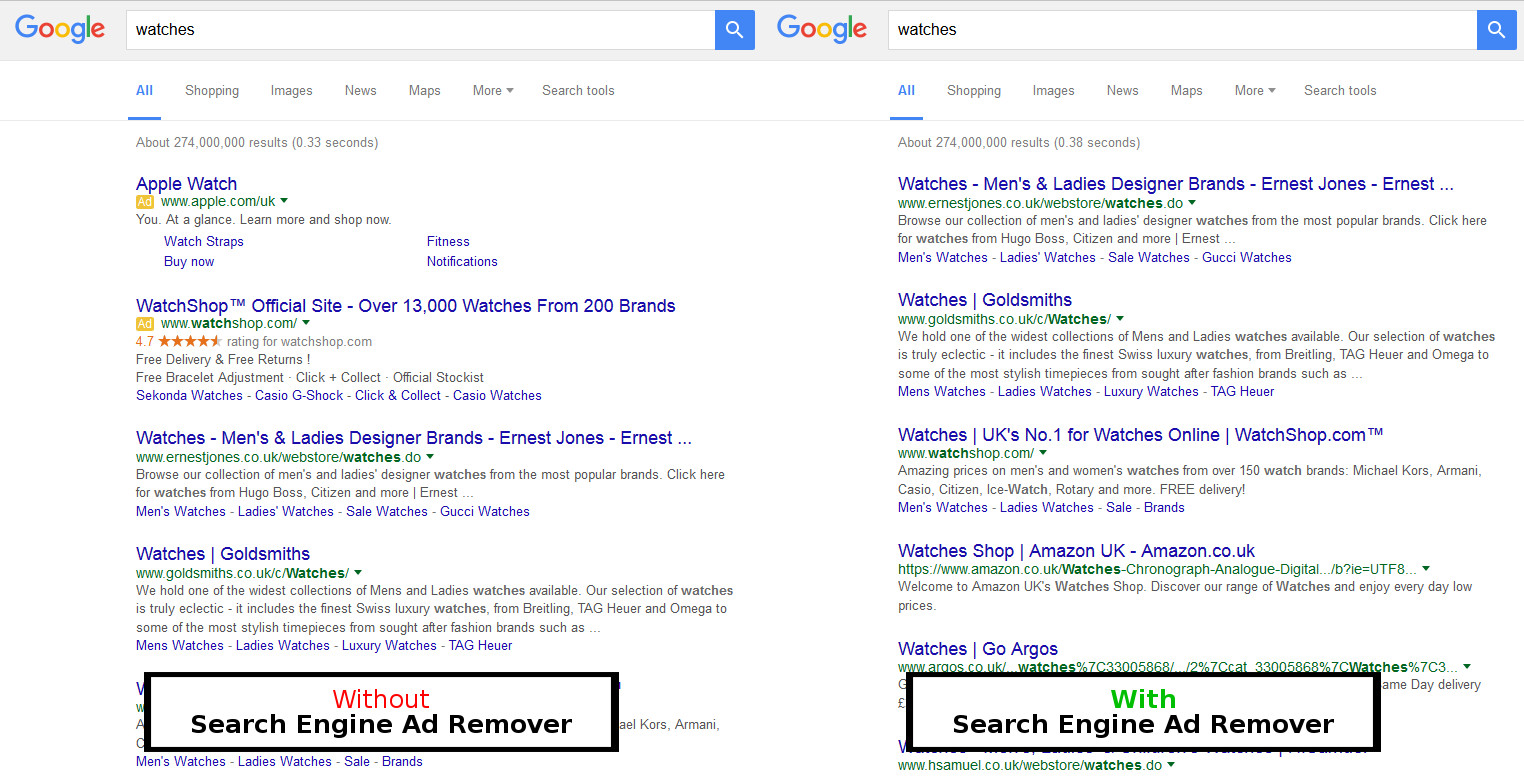 Google
watches
All Shopping Images News Maps More Search tools
About 274,000,000 results (0.33 seconds)
Apple Watch
Ad www.apple.com/uk
You. At a glance. Learn more and shop now.
Watch Straps Fitness
Buy now Notifications
WatchShop™ Official Site - Over 13,000 Watches From 200 Brands
Ad www.watchshop.com/
4.7 ★★★★ rating for watchshop.com
Free Delivery & Free Returns !
Free Bracelet Adjustment · Click + Collect · Official Stockist
Sekonda Watches - Casio G-Shock - Click & Collect - Casio Watches
Watches - Men's & Ladies Designer Brands - Ernest Jones - Ernest ...
www.ernestjones.co.uk/webstore/watches.do
Browse our collection of men's and ladies' designer watches from the most popular brands. Click here
for watches from Hugo Boss, Citizen and more | Ernest ...
Men's Watches - Ladies' Watches - Sale Watches - Gucci Watches
Watches | Goldsmiths
www.goldsmiths.co.uk/c/Watches/
We hold one of the widest collections of Mens and Ladies watches available. Our selection of watches
is truly eclectic - it includes the finest Swiss luxury watches, from Breitling, TAG Heuer and Omega to
some of the most stylish timepieces from sought after fashion brands such as ...
Mens Watches - Ladies Watches - Luxury Watches - TAG Heuer
Without
Search Engine Ad Remover
Kors, Armani,
Men's Watches - Ladies Watches - Sale - Brands
Google
watches
All Shopping Images News Maps More Search tools
About 274,000,000 results (0.38 seconds)
Watches - Men's & Ladies Designer Brands - Ernest Jones - Ernest ...
www.ernestjones.co.uk/webstore/watches.do
Browse our collection of men's and ladies' designer watches from the most popular brands. Click here
for watches from Hugo Boss, Citizen and more | Ernest ...
Men's Watches - Ladies' Watches - Sale Watches - Gucci Watches
Watches | Goldsmiths
www.goldsmiths.co.uk/c/Watches/
We hold one of the widest collections of Mens and Ladies watches available. Our selection of watches
is truly eclectic - it includes the finest Swiss luxury watches, from Breitling, TAG Heuer and Omega to
some of the most stylish timepieces from sought after fashion brands such as ...
Mens Watches - Ladies Watches - Luxury Watches - TAG Heuer
Watches | UK's No.1 for Watches Online | WatchShop.com™
www.watchshop.com/
Amazing prices on men's and women's watches from over 150 watch brands: Michael Kors, Armani,
Casio, Citizen, Ice-Watch, Rotary and more. FREE delivery!
Men's Watches - Ladies Watches - Sale - Brands
Watches Shop | Amazon UK - Amazon.co.uk
https://www.amazon.co.uk/Watches-Chronograph-Analogue-Digital.../b?ie=UTF8...
Welcome to Amazon UK's Watches Shop. Discover our range of Watches and enjoy every day low
prices.
Watches | Go Argos
www.argos.co.uk/...watches%7C33005868/.../2%7Ccat_33005868%7CWatches%7C3...
Day delivery
With
Search Engine Ad Remover
www.hsamuel.co.uk/webstore/watches.do